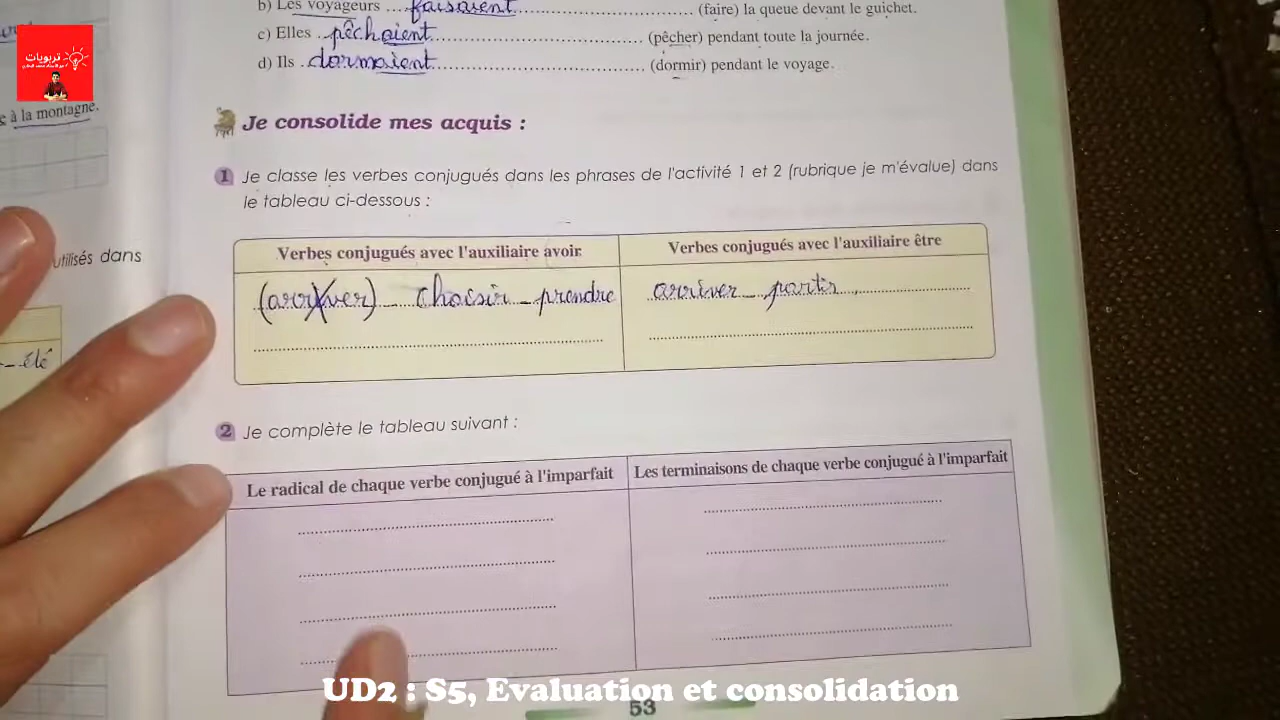 b) Les voyageurs ... faisaient ... (faire) la queue devant le guichet.
c) Elles ... pêchaient ... (pêcher) pendant toute la journée.
d) Ils ... dormaient ... (dormir) pendant le voyage.
تربويات
à la montagne.
Je consolide mes acquis :
1 Je classe les verbes conjugués dans les phrases de l'activité 1 et 2 (rubrique je m'évalue) dans
le tableau ci-dessous :
utilisés dans
Verbes conjugués avec l'auxiliaire avoir
Verbes conjugués avec l'auxiliaire être
(arriver) - choisir - prendre
arriver - partir
- été
2 Je complète le tableau suivant :
Le radical de chaque verbe conjugué à l'imparfait
Les terminaisons de chaque verbe conjugué à l'imparfait
UD2 : S5, Evaluation et consolidation
53